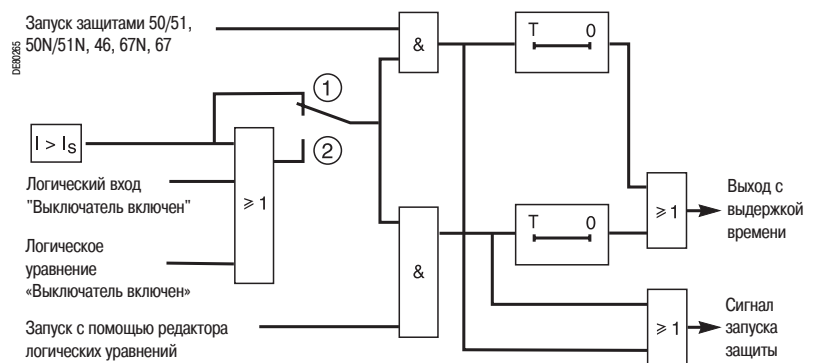 Запуск защитами 50/51,
50N/51N, 46, 67N, 67
DE80265
&
T 0
1
I > Is
2
Логический вход
"Выключатель включен"
⩾ 1
Логическое
уравнение
«Выключатель включен»
&
T 0
⩾ 1
Выход с
выдержкой
времени
Запуск с помощью редактора
логических уравнений
⩾ 1
Сигнал
запуска
защиты